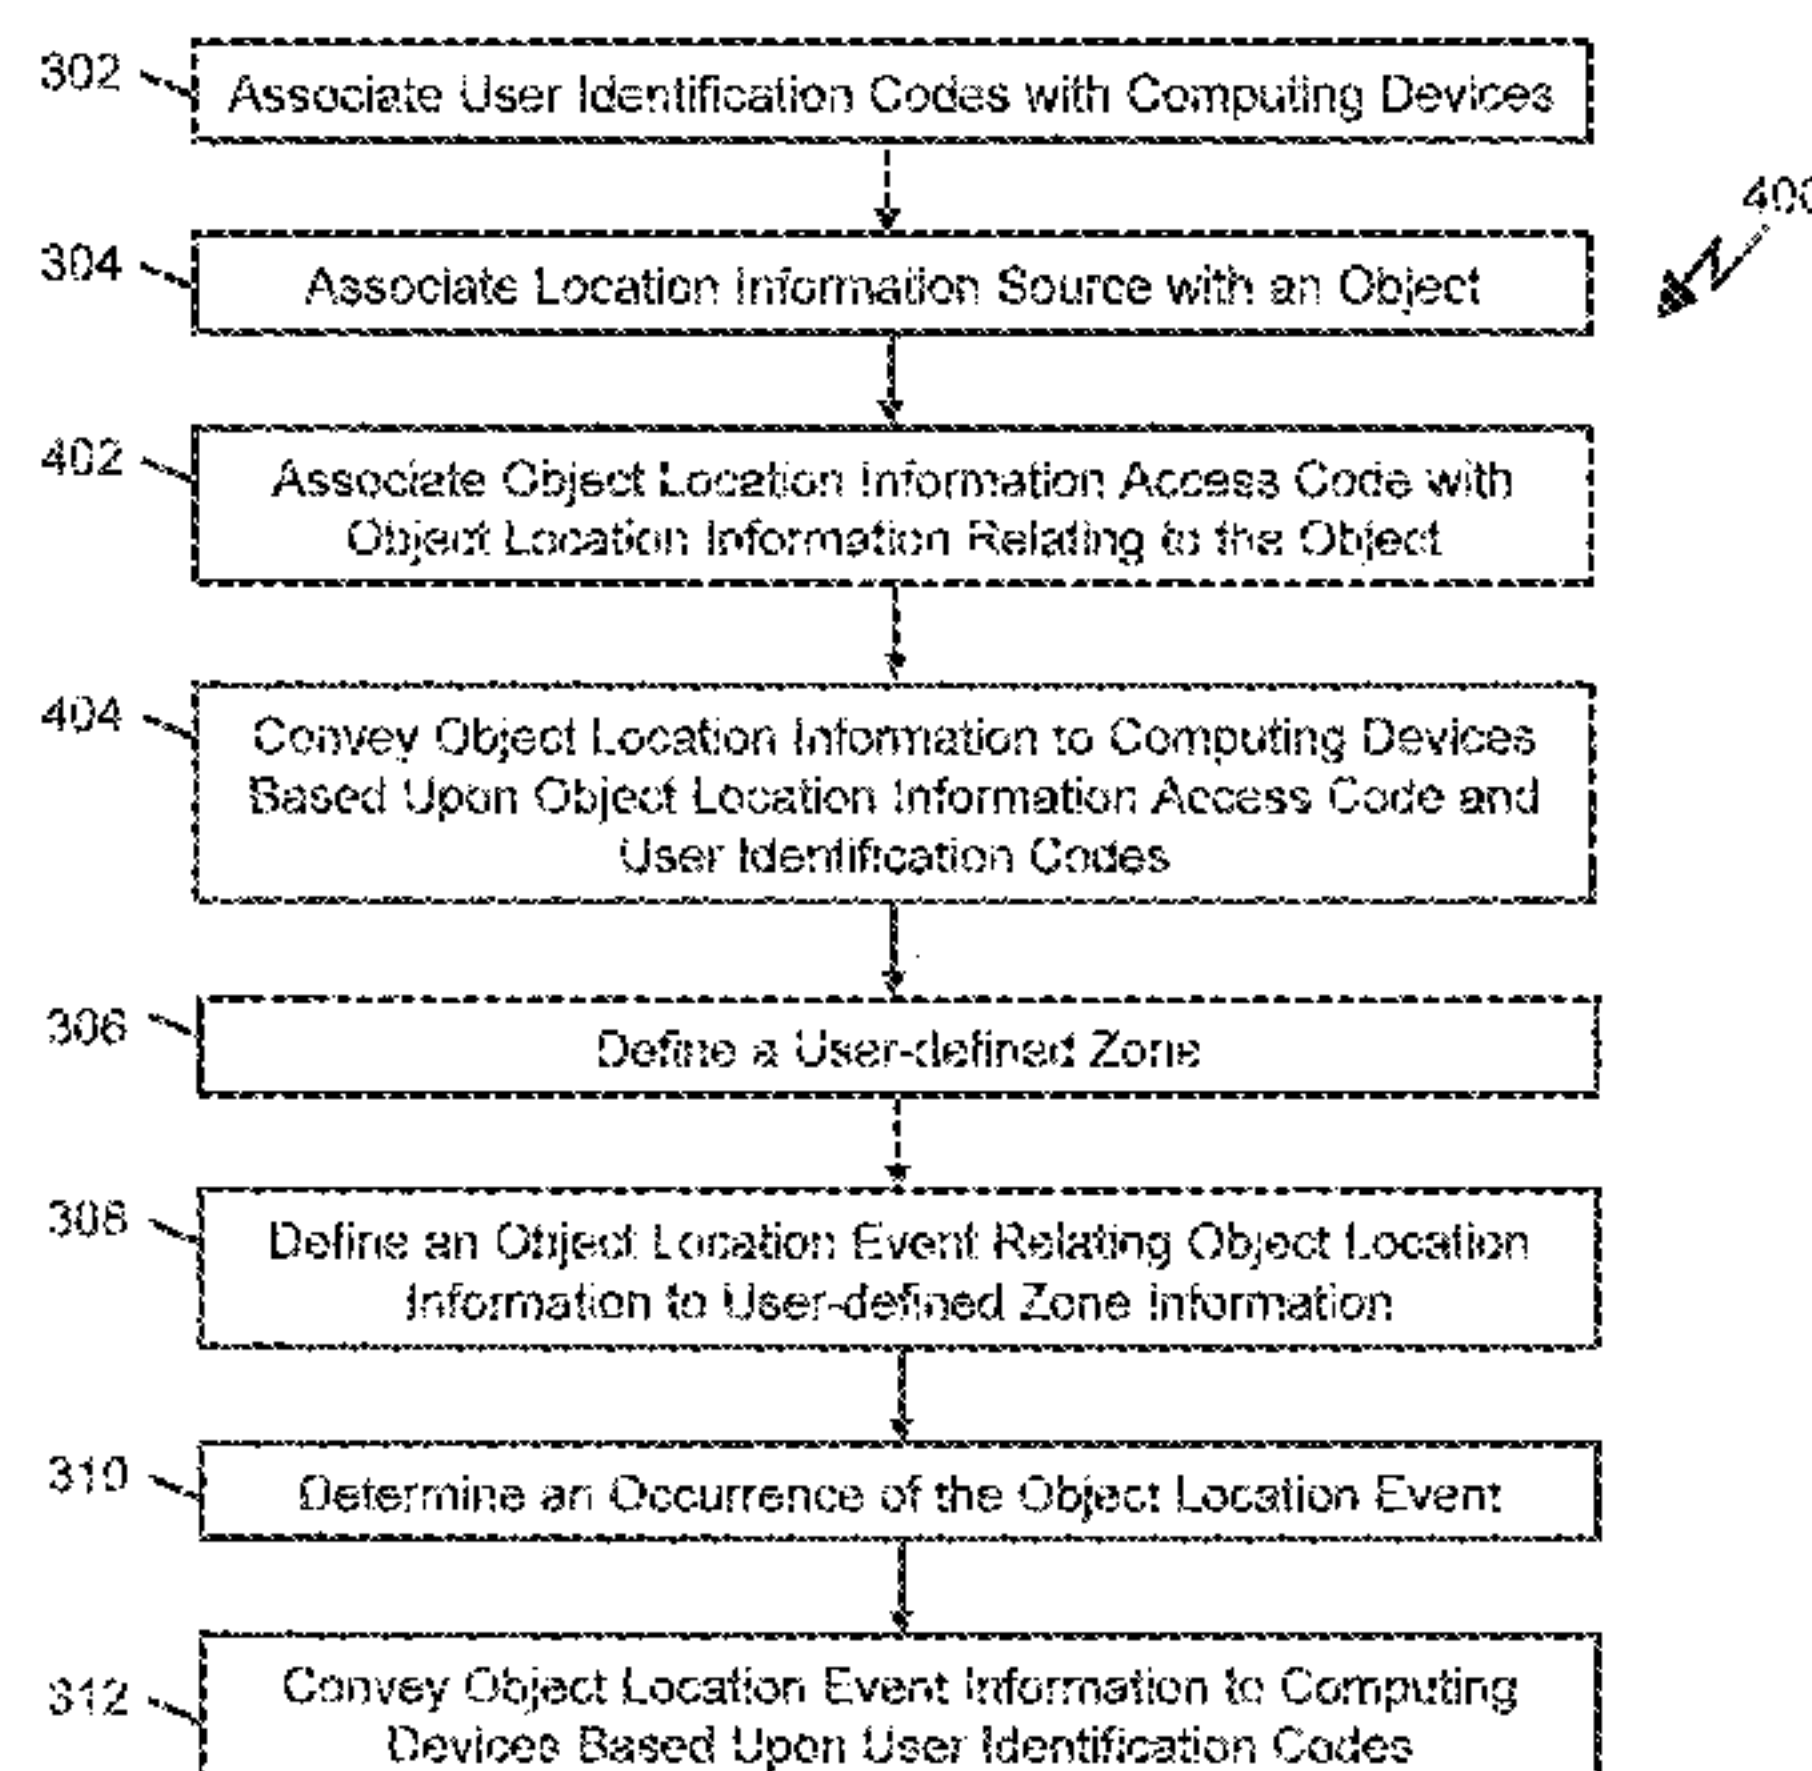 302
Associate User Identification Codes with Computing Devices
400
304
Associate Location Information Source with an Object
402
Associate Object Location Information Access Code with
Object Location Information Relating to the Object
404
Convey Object Location Information to Computing Devices
Based Upon Object Location Information Access Code and
User Identification Codes
306
Define a User-defined Zone
308
Define an Object Location Event Relating Object Location
Information to User-defined Zone Information
310
Determine an Occurrence of the Object Location Event
312
Convey Object Location Event Information to Computing
Devices Based Upon User Identification Codes